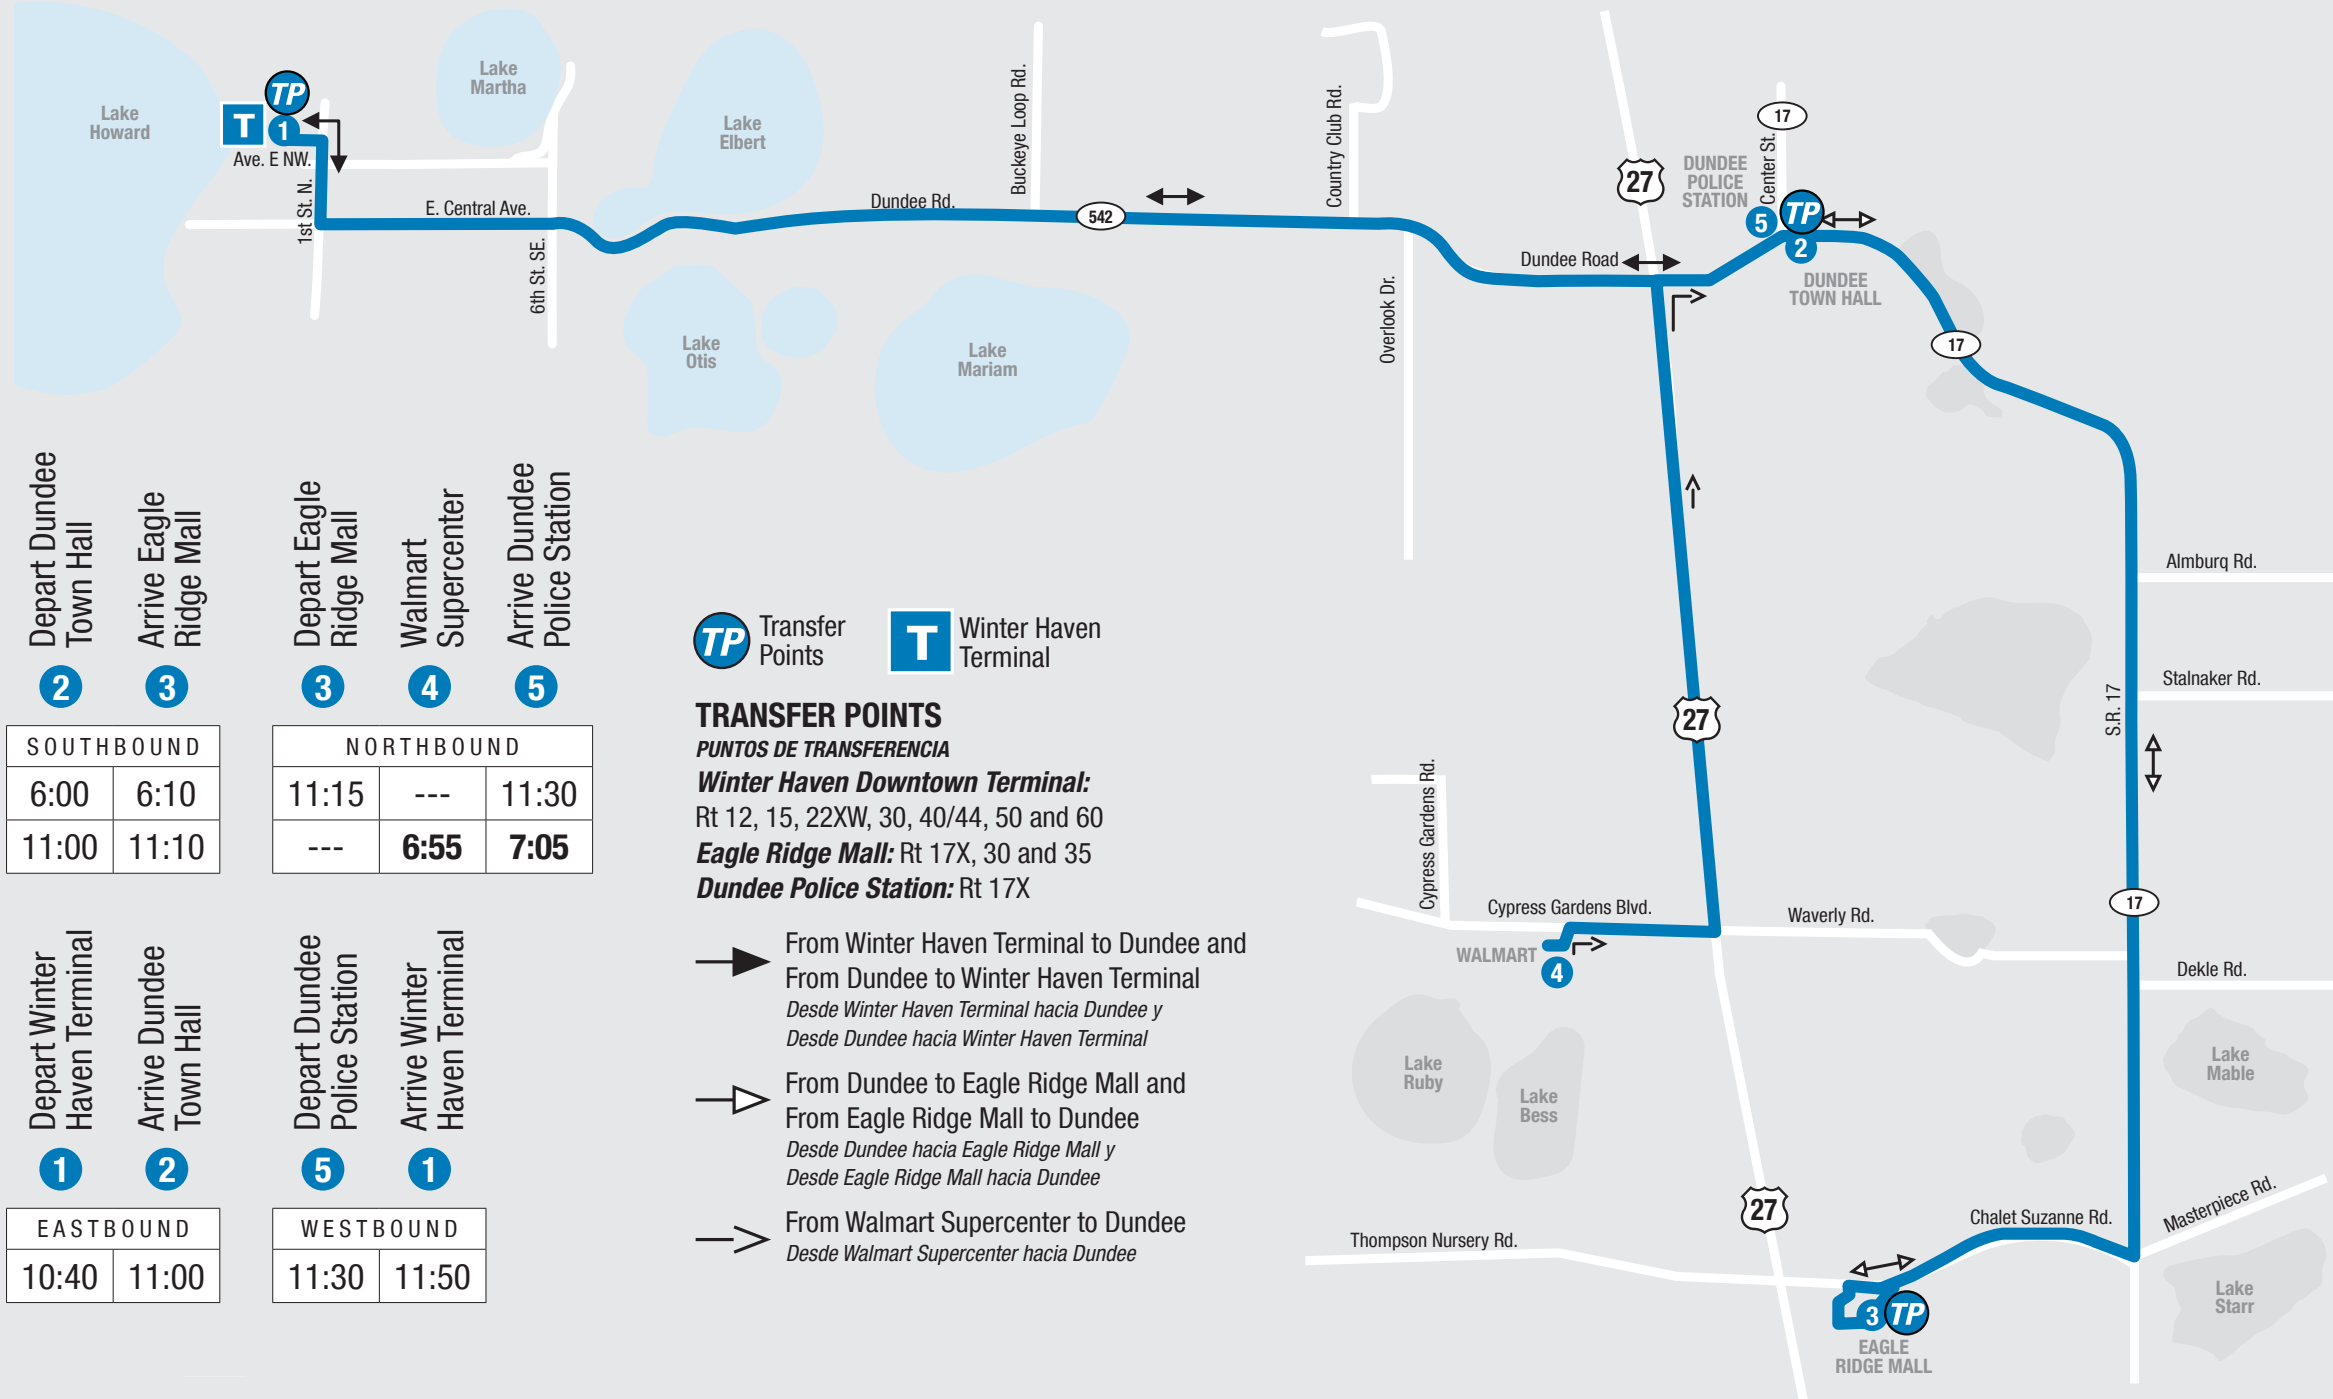 Lake
Howard
TP
T
1
Ave. E NW.
1st St. N.
Lake
Martha
E. Central Ave.
6th St. SE.
Lake
Elbert
Lake
Otis
Dundee Rd.
Lake
Mariam
Buckeye Loop Rd.
542
Country Club Rd.
Overlook Dr.
Dundee Road
27
DUNDEE
POLICE
STATION
Center St.
17
5
TP
2
DUNDEE
TOWN HALL
17
Almburq Rd.
Stalnaker Rd.
S.R. 17
27
Cypress Gardens Rd.
Cypress Gardens Blvd.
Waverly Rd.
17
WALMART
4
Dekle Rd.
Lake
Ruby
Lake
Bess
Lake
Mable
27
Thompson Nursery Rd.
Chalet Suzanne Rd.
Masterpiece Rd.
Lake
Starr
3
TP
EAGLE
RIDGE MALL
Depart Dundee
Town Hall
Arrive Eagle
Ridge Mall
2
3
SOUTHBOUND
6:00 6:10
11:00 11:10
Depart Eagle
Ridge Mall
Walmart
Supercenter
Arrive Dundee
Police Station
3
4
5
NORTHBOUND
11:15 --- 11:30
--- 6:55 7:05
Depart Winter
Haven Terminal
Arrive Dundee
Town Hall
1
2
EASTBOUND
10:40 11:00
Depart Dundee
Police Station
Arrive Winter
Haven Terminal
5
1
WESTBOUND
11:30 11:50
TP
Transfer
Points
T
Winter Haven
Terminal
TRANSFER POINTS
PUNTOS DE TRANSFERENCIA
Winter Haven Downtown Terminal:
Rt 12, 15, 22XW, 30, 40/44, 50 and 60
Eagle Ridge Mall: Rt 17X, 30 and 35
Dundee Police Station: Rt 17X
From Winter Haven Terminal to Dundee and
From Dundee to Winter Haven Terminal
Desde Winter Haven Terminal hacia Dundee y
Desde Dundee hacia Winter Haven Terminal
From Dundee to Eagle Ridge Mall and
From Eagle Ridge Mall to Dundee
Desde Dundee hacia Eagle Ridge Mall y
Desde Eagle Ridge Mall hacia Dundee
From Walmart Supercenter to Dundee
Desde Walmart Supercenter hacia Dundee